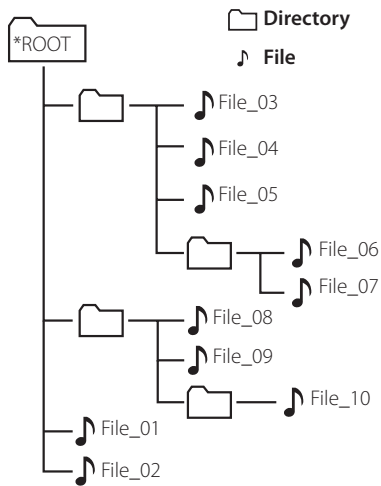 Directory
*ROOT
File
File_03
File_04
File_05
File_06
File_07
File_08
File_09
File_10
File_01
File_02